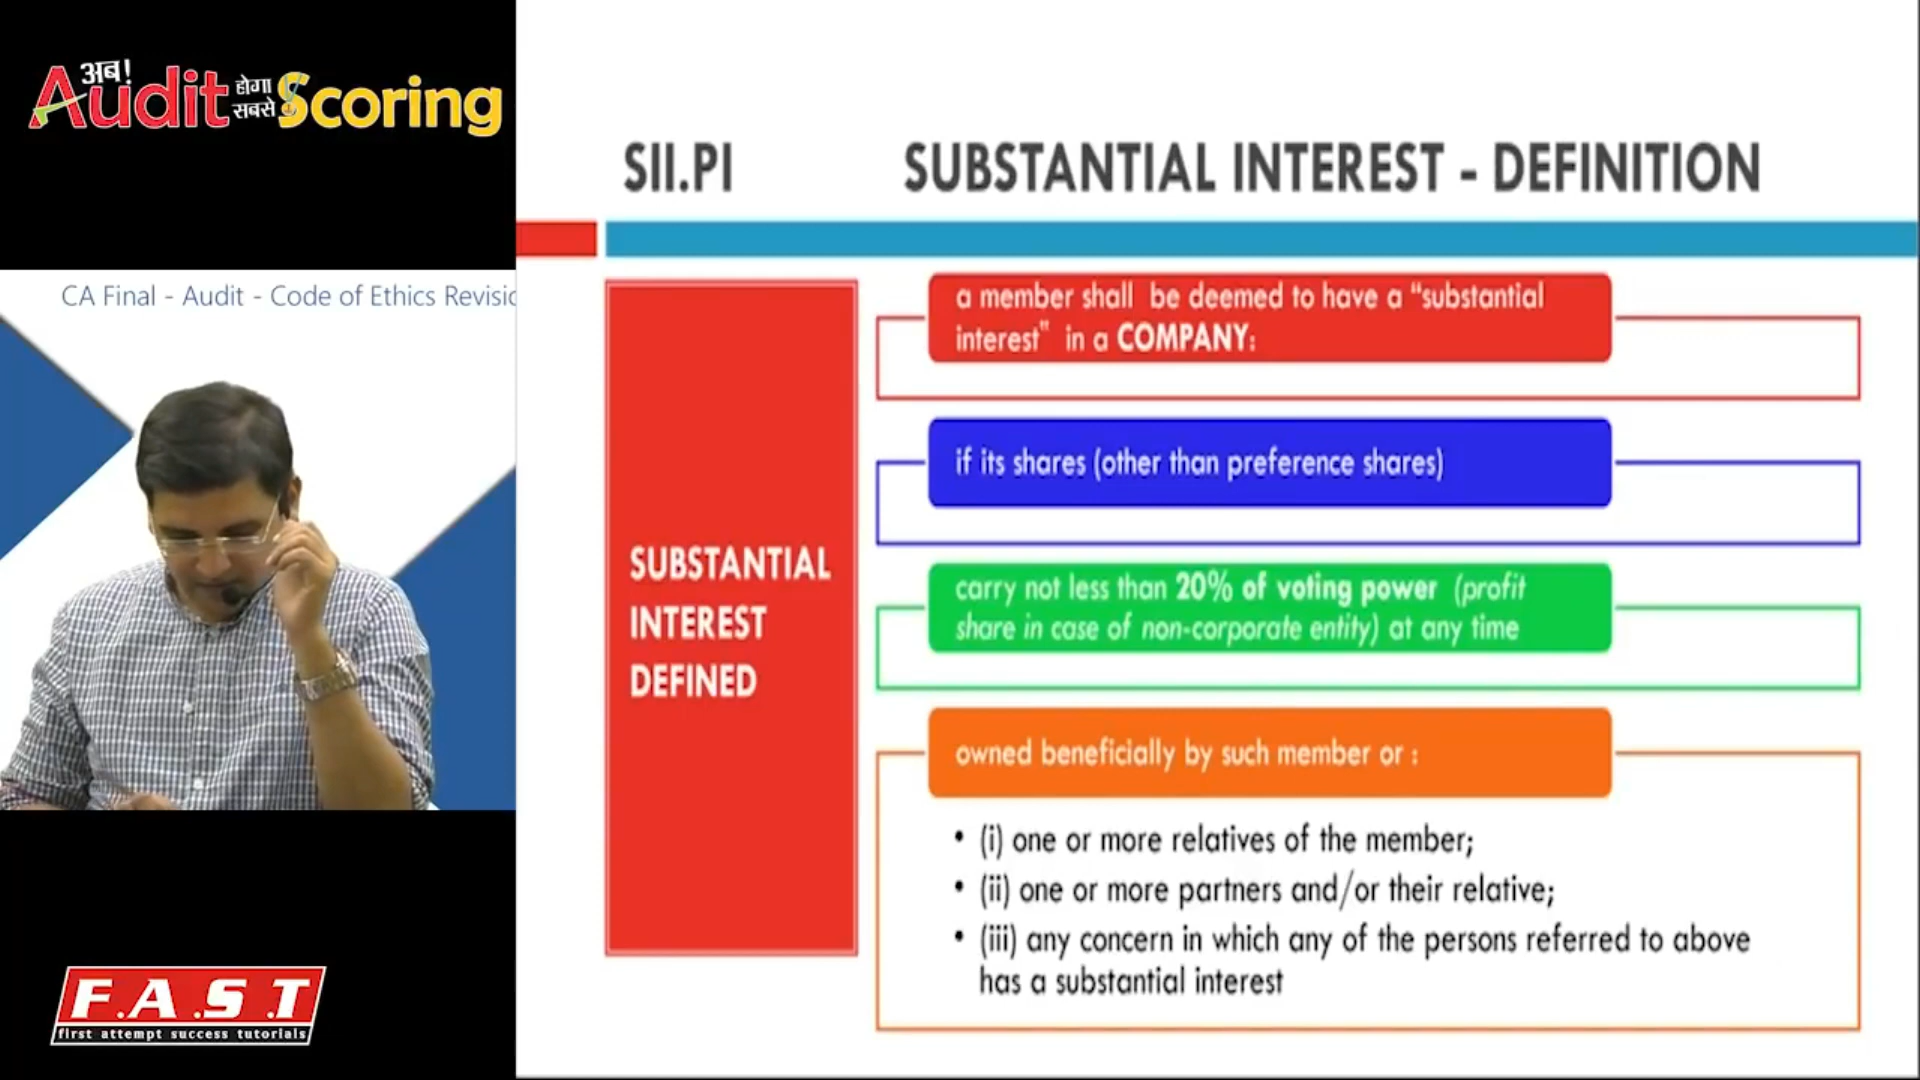 अब!
Audit होगा सबसे Scoring
CA Final - Audit - Code of Ethics
F.A.S.T
first attempt success tutorials
SII.PI
SUBSTANTIAL INTEREST - DEFINITION
SUBSTANTIAL
INTEREST
DEFINED
a member shall be deemed to have a “substantial
interest” in a COMPANY:
if its shares (other than preference shares)
carry not less than 20% of voting power (profit
share in case of non-corporate entity) at any time
owned beneficially by such member or :
• (i) one or more relatives of the member;
• (ii) one or more partners and/or their relative;
• (iii) any concern in which any of the persons referred to above
has a substantial interest